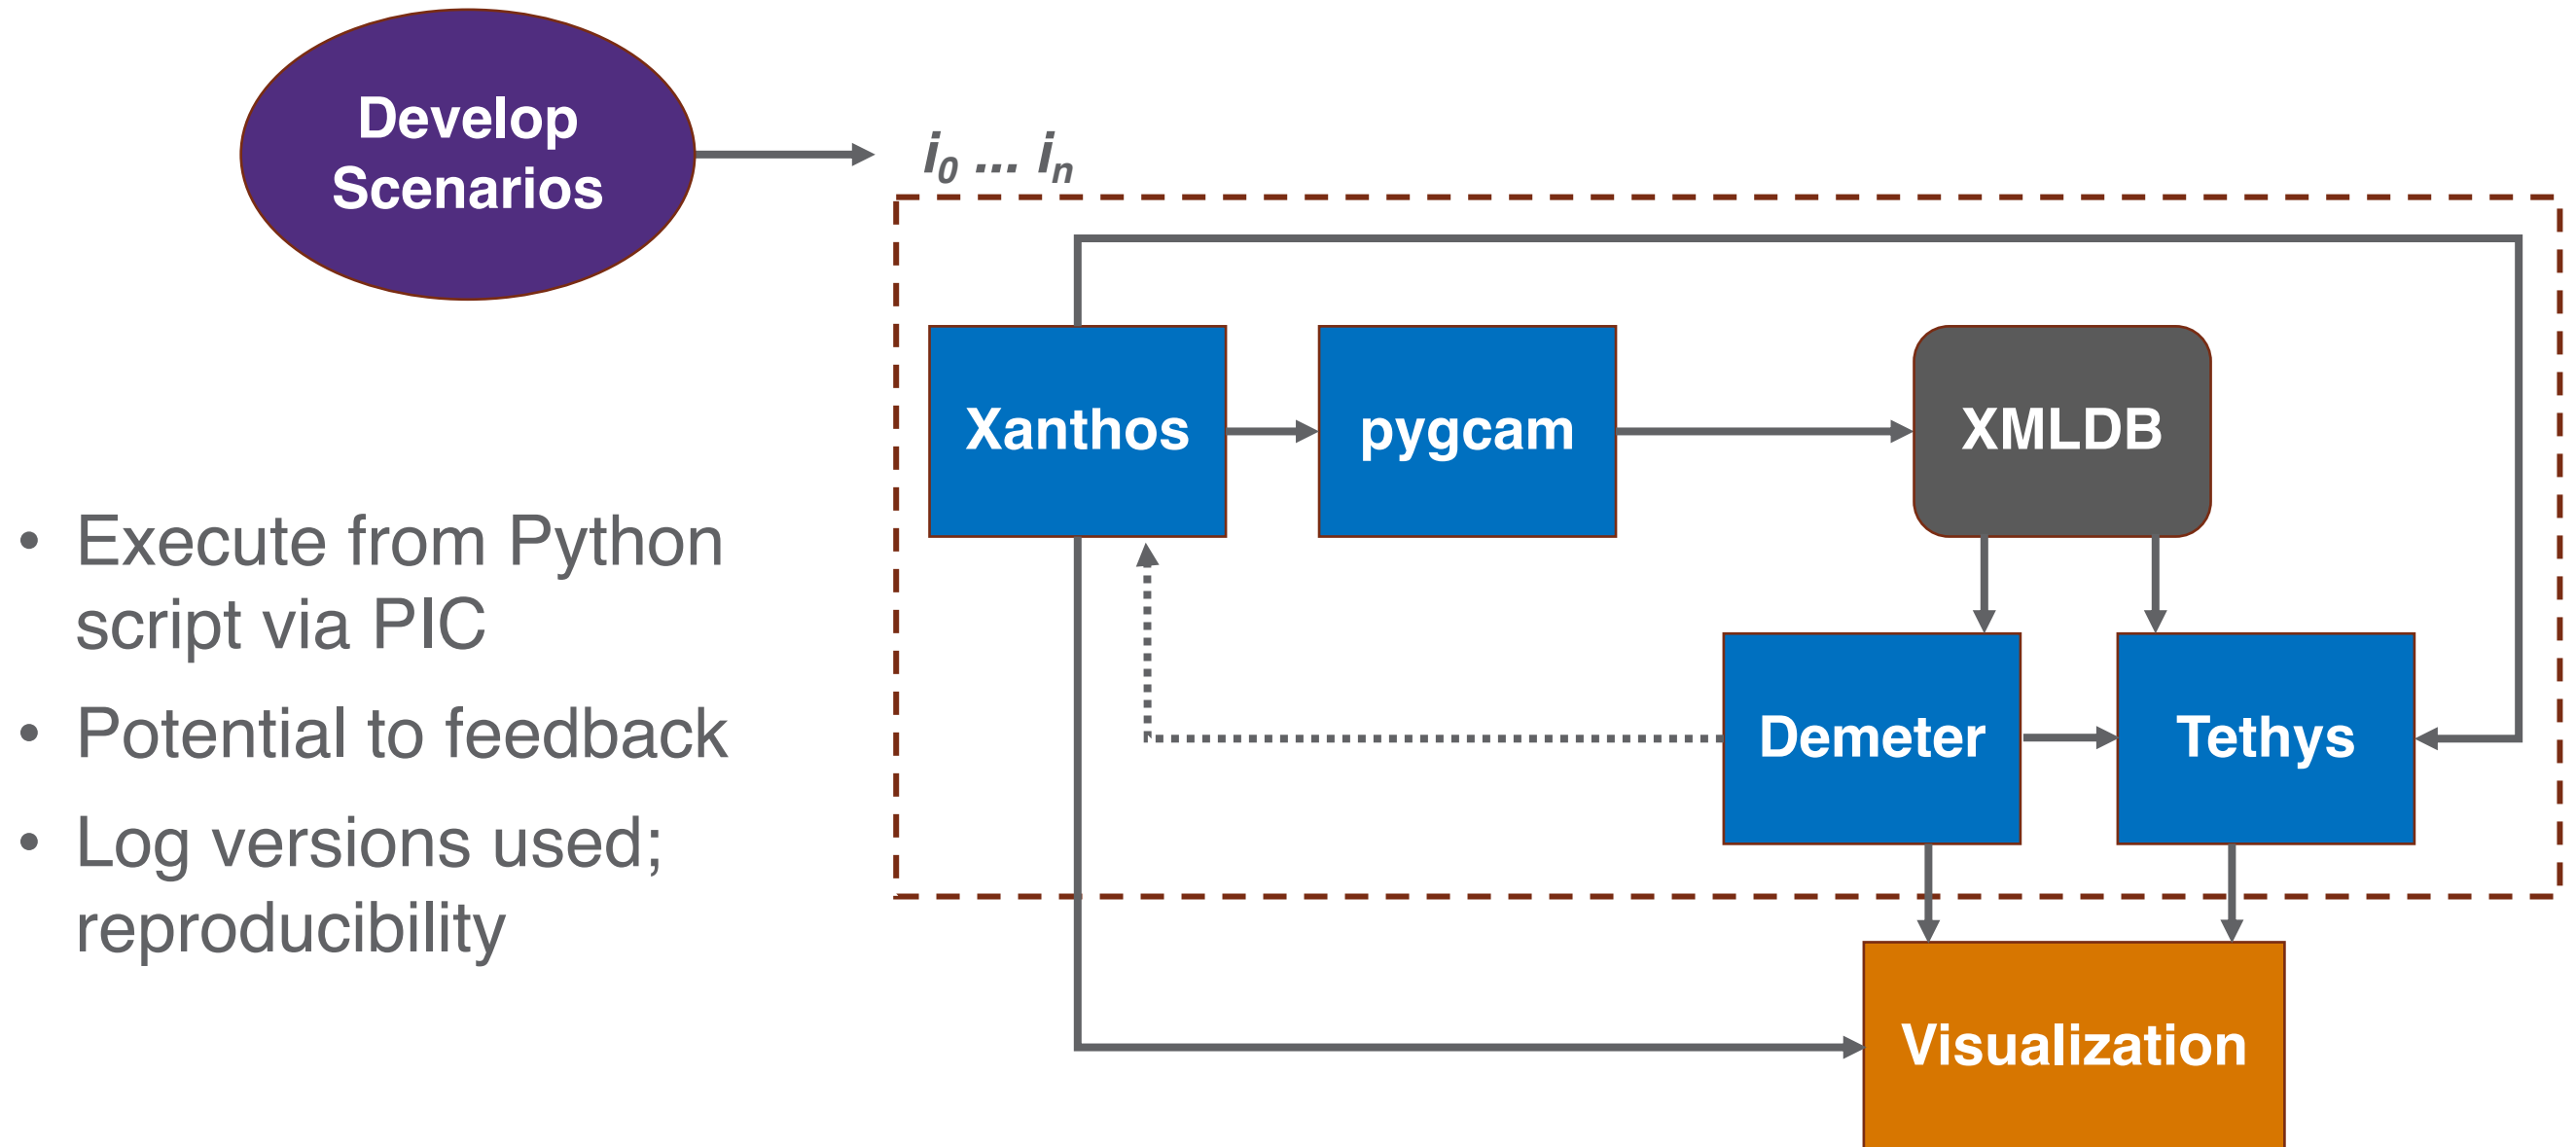 Develop
Scenarios
i0 ... in
Xanthos
pygcam
XMLDB
• Execute from Python
script via PIC
• Potential to feedback
• Log versions used;
reproducibility
Demeter
Tethys
Visualization